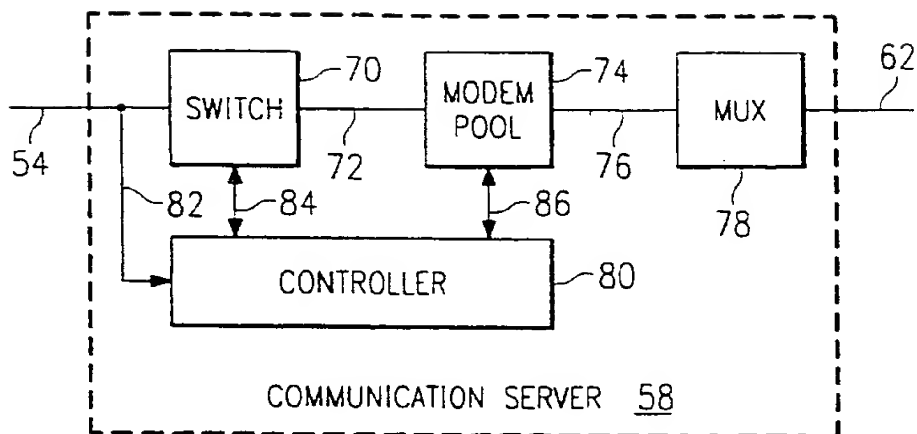 70
74
62
SWITCH
MODEM
POOL
MUX
54
72
76
82
84
86
78
CONTROLLER
80
COMMUNICATION SERVER 58